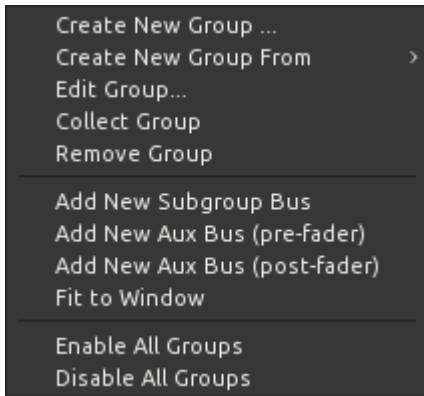 Create New Group ...
Create New Group From
Edit Group...
Collect Group
Remove Group
Add New Subgroup Bus
Add New Aux Bus (pre-fader)
Add New Aux Bus (post-fader)
Fit to Window
Enable All Groups
Disable All Groups